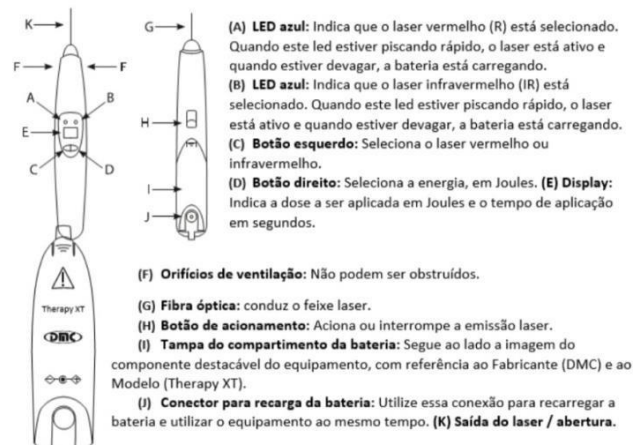 K
G
(A) LED azul: Indica que o laser vermelho (R) está selecionado.
Quando este led estiver piscando rápido, o laser está ativo e
quando estiver devagar, a bateria está carregando.
F
F
(B) LED azul: Indica que o laser infravermelho (IR) está
selecionado. Quando este led estiver piscando rápido, o laser
está ativo e quando estiver devagar, a bateria está carregando.
A
B
H
E
(C) Botão esquerdo: Seleciona o laser vermelho ou
infravermelho.
C
D
(D) Botão direito: Seleciona a energia, em Joules. (E) Display:
Indica a dose a ser aplicada em Joules e o tempo de aplicação
em segundos.
I
J
(F) Orifícios de ventilação: Não podem ser obstruídos.
(G) Fibra óptica: conduz o feixe laser.
(H) Botão de acionamento: Aciona ou interrompe a emissão laser.
(I) Tampa do compartimento da bateria: Segue ao lado a imagem do
componente destacável do equipamento, com referência ao Fabricante (DMC) e ao
Modelo (Therapy XT).
(J) Conector para recarga da bateria: Utilize essa conexão para recarregar a
bateria e utilizar o equipamento ao mesmo tempo. (K) Saída do laser / abertura.
Therapy XT
DMC